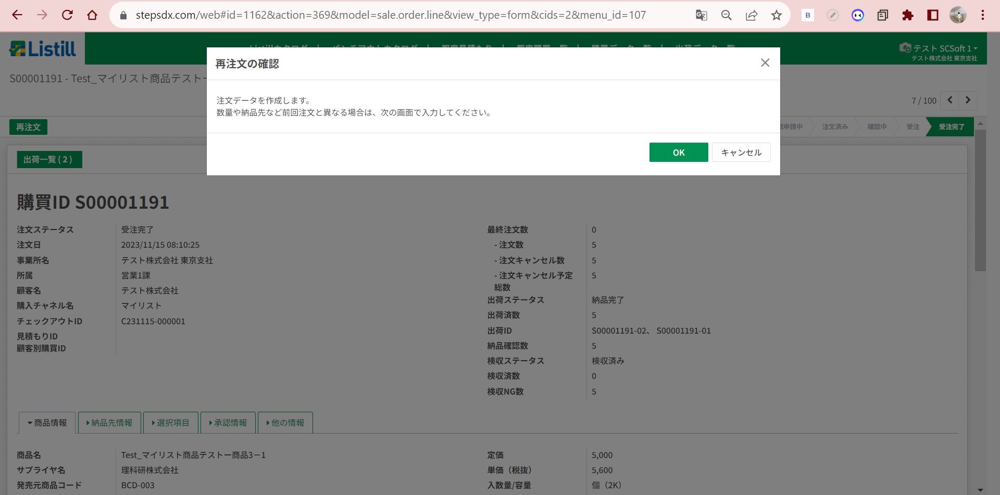 stepsdx.com/web#id=1162&action=369&model=sale.order.line&view_type=form&cids=2&menu_id=107
B
Listill
テスト SCSoft 1
テスト株式会社 東京支社
S00001191 - Test_マイリスト商品テスト
再注文の確認
注文データを作成します。
数量や納品先など前回注文と異なる場合は、次の画面で入力してください。
OK
キャンセル
7 / 100
再注文
申請中
注文済み
確認中
受注
受注完了
出荷一覧 ( 2 )
購買ID S00001191
注文ステータス 受注完了
注文日 2023/11/15 08:10:25
事業所名 テスト株式会社 東京支社
所属 営業1課
顧客名 テスト株式会社
購入チャネル名 マイリスト
チェックアウトID C231115-000001
見積もりID
顧客別購買ID
最終注文数 0
- 注文数 5
- 注文キャンセル数 5
- 注文キャンセル予定 5
総数
出荷ステータス 納品完了
出荷済数 5
出荷ID S00001191-02、 S00001191-01
納品確認数 5
検収ステータス 検収済み
検収済数 0
検収NG数 5
商品情報
納品先情報
選択項目
承認情報
他の情報
商品名 Test_マイリスト商品テストー商品3－1
サプライヤ名 理科研株式会社
発売元商品コード BCD-003
定価 5,000
単価（税抜） 5,600
入数量/容量 個（2K）